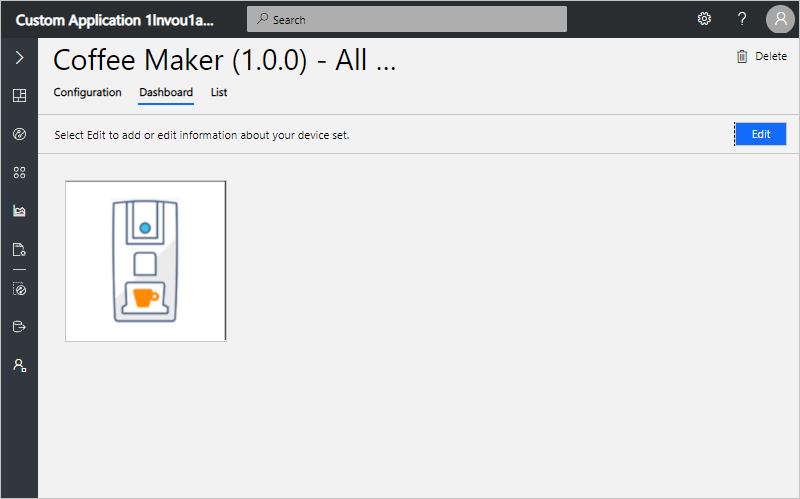 Custom Application 1Invou1a...
Search
?
Coffee Maker (1.0.0) - All ...
Delete
Configuration
Dashboard
List
Select Edit to add or edit information about your device set.
Edit